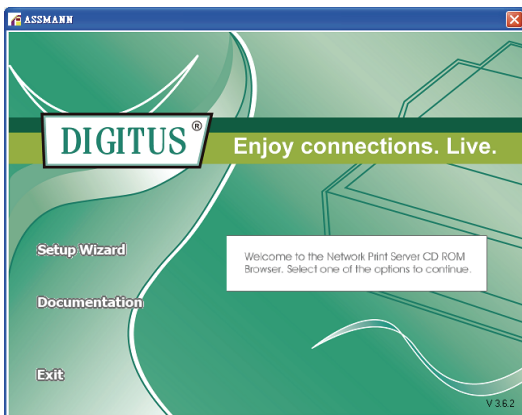 ASSMANN
DIGITUS®
Enjoy connections. Live.
Setup Wizard
Welcome to the Network Print Server CD ROM
Browser. Select one of the options to continue.
Documentation
Exit
V 3.6.2